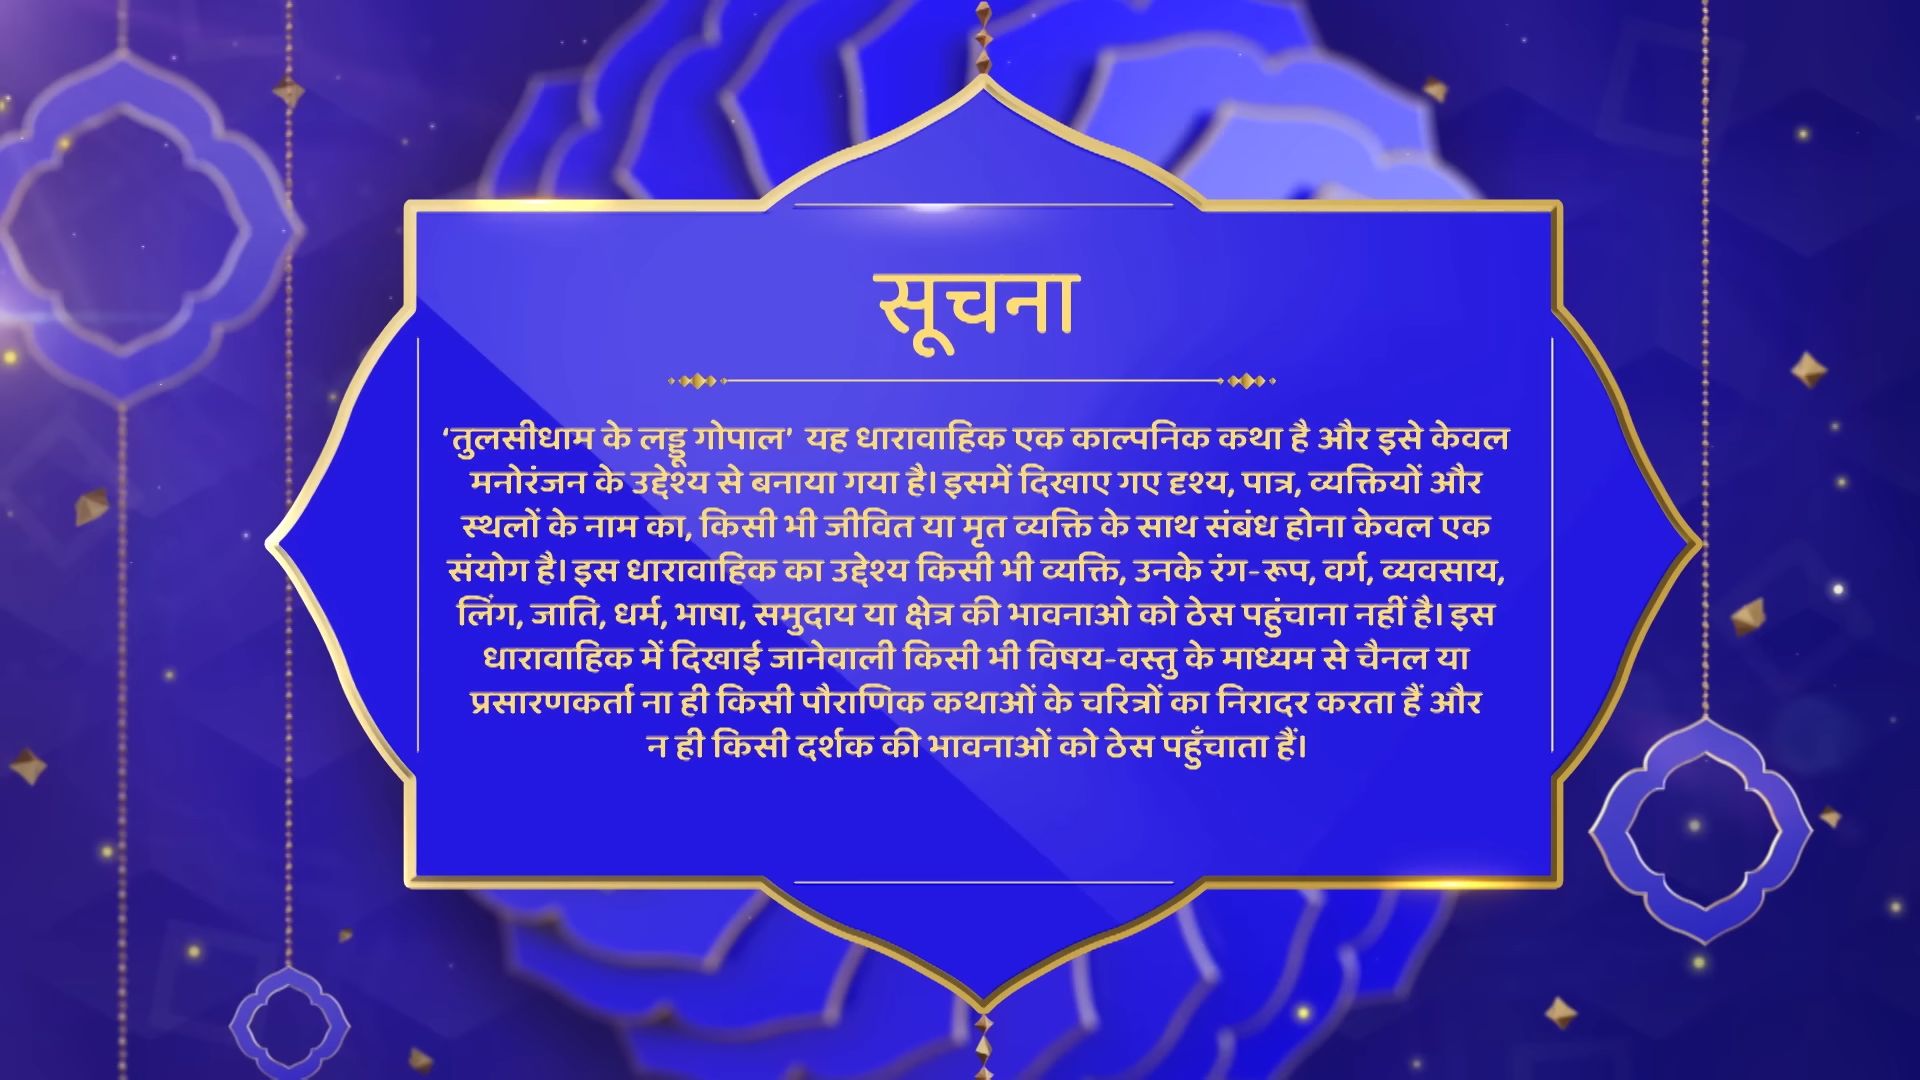 सूचना
‘तुलसीधाम के लड्डू गोपाल’ यह धारावाहिक एक काल्पनिक कथा है और इसे केवल
मनोरंजन के उद्देश्य से बनाया गया है। इसमें दिखाए गए दृश्य, पात्र, व्यक्तियों और
स्थलों के नाम का, किसी भी जीवित या मृत व्यक्ति के साथ संबंध होना केवल एक
संयोग है। इस धारावाहिक का उद्देश्य किसी भी व्यक्ति, उनके रंग-रूप, वर्ग, व्यवसाय,
लिंग, जाति, धर्म, भाषा, समुदाय या क्षेत्र की भावनाओ को ठेस पहुंचाना नहीं है। इस
धारावाहिक में दिखाई जानेवाली किसी भी विषय-वस्तु के माध्यम से चैनल या
प्रसारणकर्ता ना ही किसी पौराणिक कथाओं के चरित्रों का निरादर करता हैं और
न ही किसी दर्शक की भावनाओं को ठेस पहुँचाता हैं।